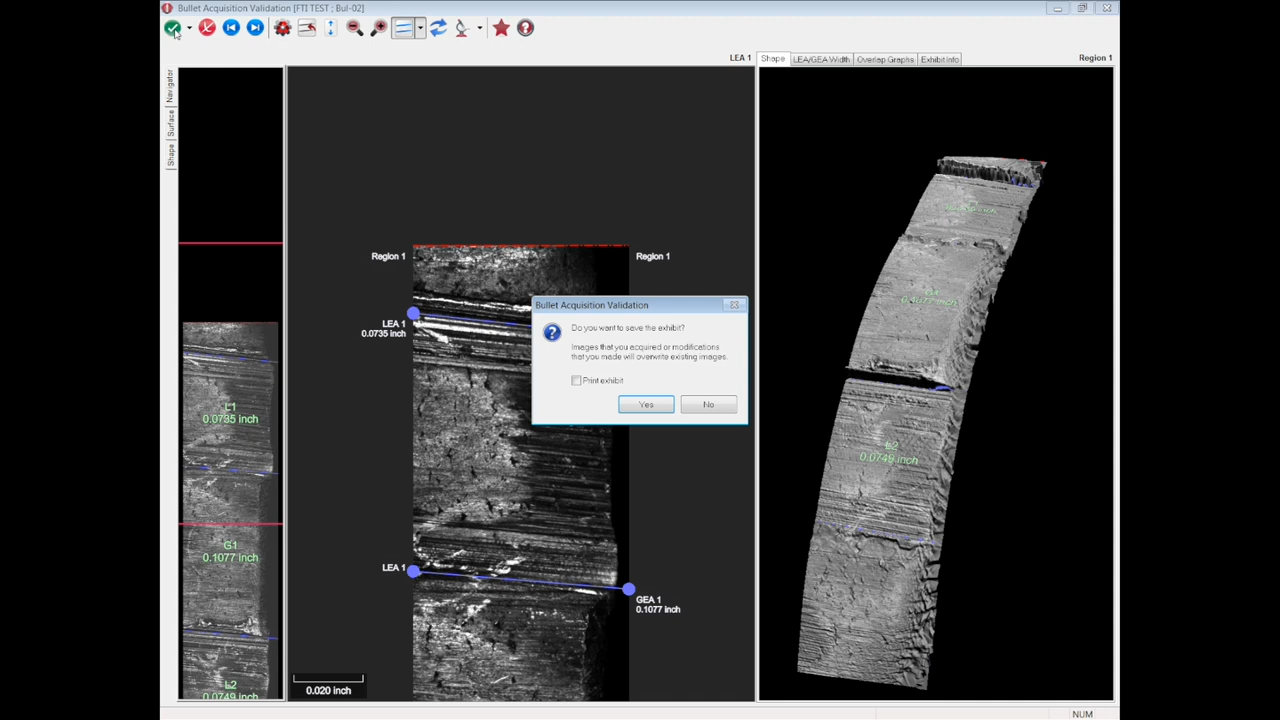 Bullet Acquisition Validation [FTI TEST ; Bul-02]
LEA 1
Shape
LEA/GEA Width
Overlap Graphs
Exhibit Info
Region 1
Navigator
Surface
Shape
L1
0.0735 inch
G1
0.1077 inch
L2
0.0749 inch
Region 1
Region 1
LEA 1
0.0735 inch
LEA 1
GEA 1
0.1077 inch
0.020 inch
Bullet Acquisition Validation
Do you want to save the exhibit?
Images that you acquired or modifications
that you made will overwrite existing images.
Print exhibit
Yes
No
G1
0.1077 inch
L2
0.0749 inch
NUM